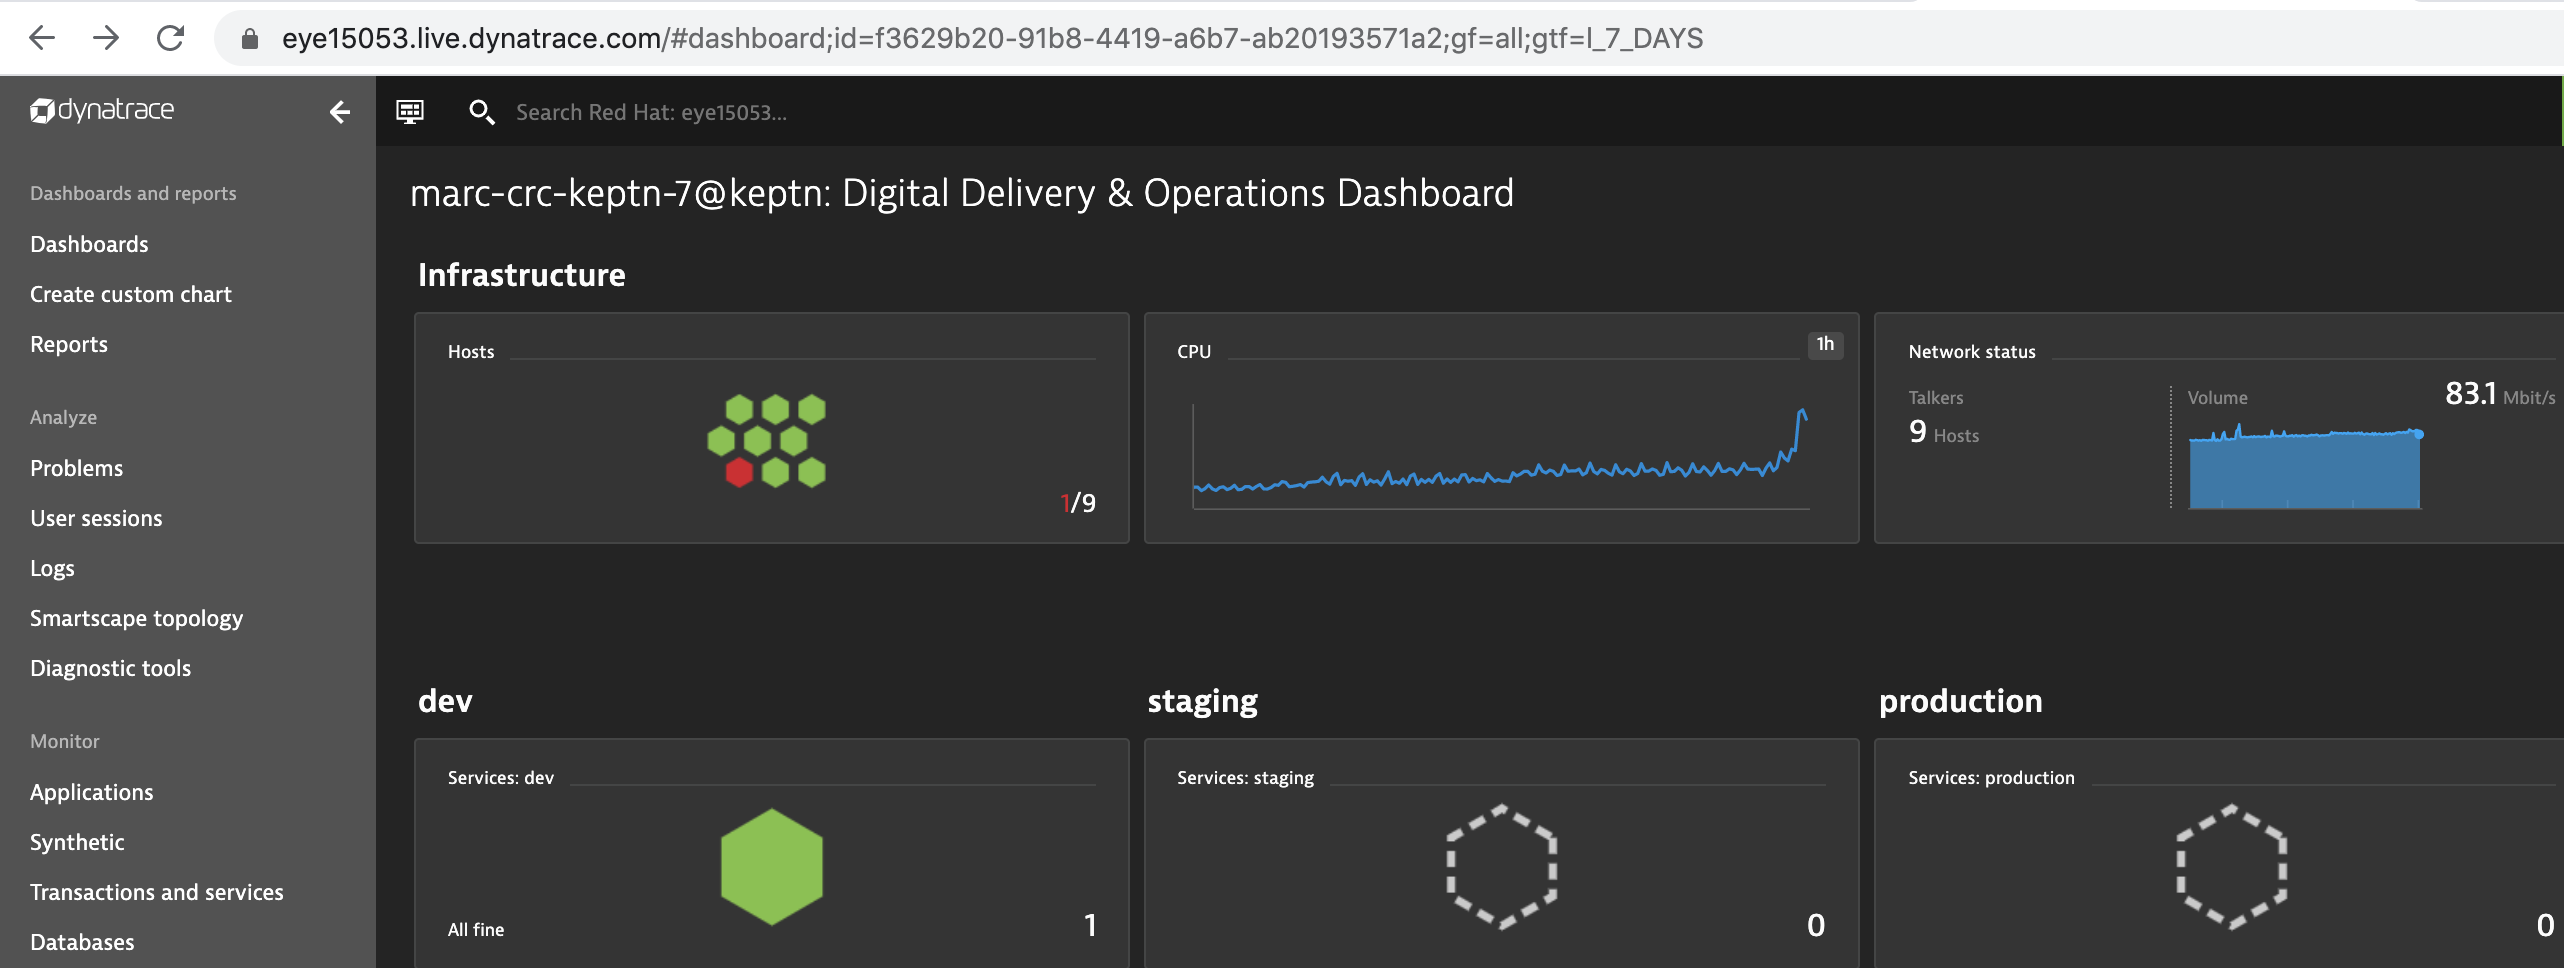 eye15053.live.dynatrace.com/#dashboard;id=f3629b20-91b8-4419-a6b7-ab20193571a2;gf=all;gtf=l_7_DAYS
dynatrace
Search Red Hat: eye15053...
Dashboards and reports
Dashboards
Create custom chart
Reports
Analyze
Problems
User sessions
Logs
Smartscape topology
Diagnostic tools
Monitor
Applications
Synthetic
Transactions and services
Databases
marc-crc-keptn-7@keptn: Digital Delivery & Operations Dashboard
Infrastructure
Hosts
1/9
CPU
1h
Network status
Talkers
9 Hosts
Volume
83.1 Mbit/s
dev
Services: dev
All fine
1
staging
Services: staging
0
production
Services: production
0